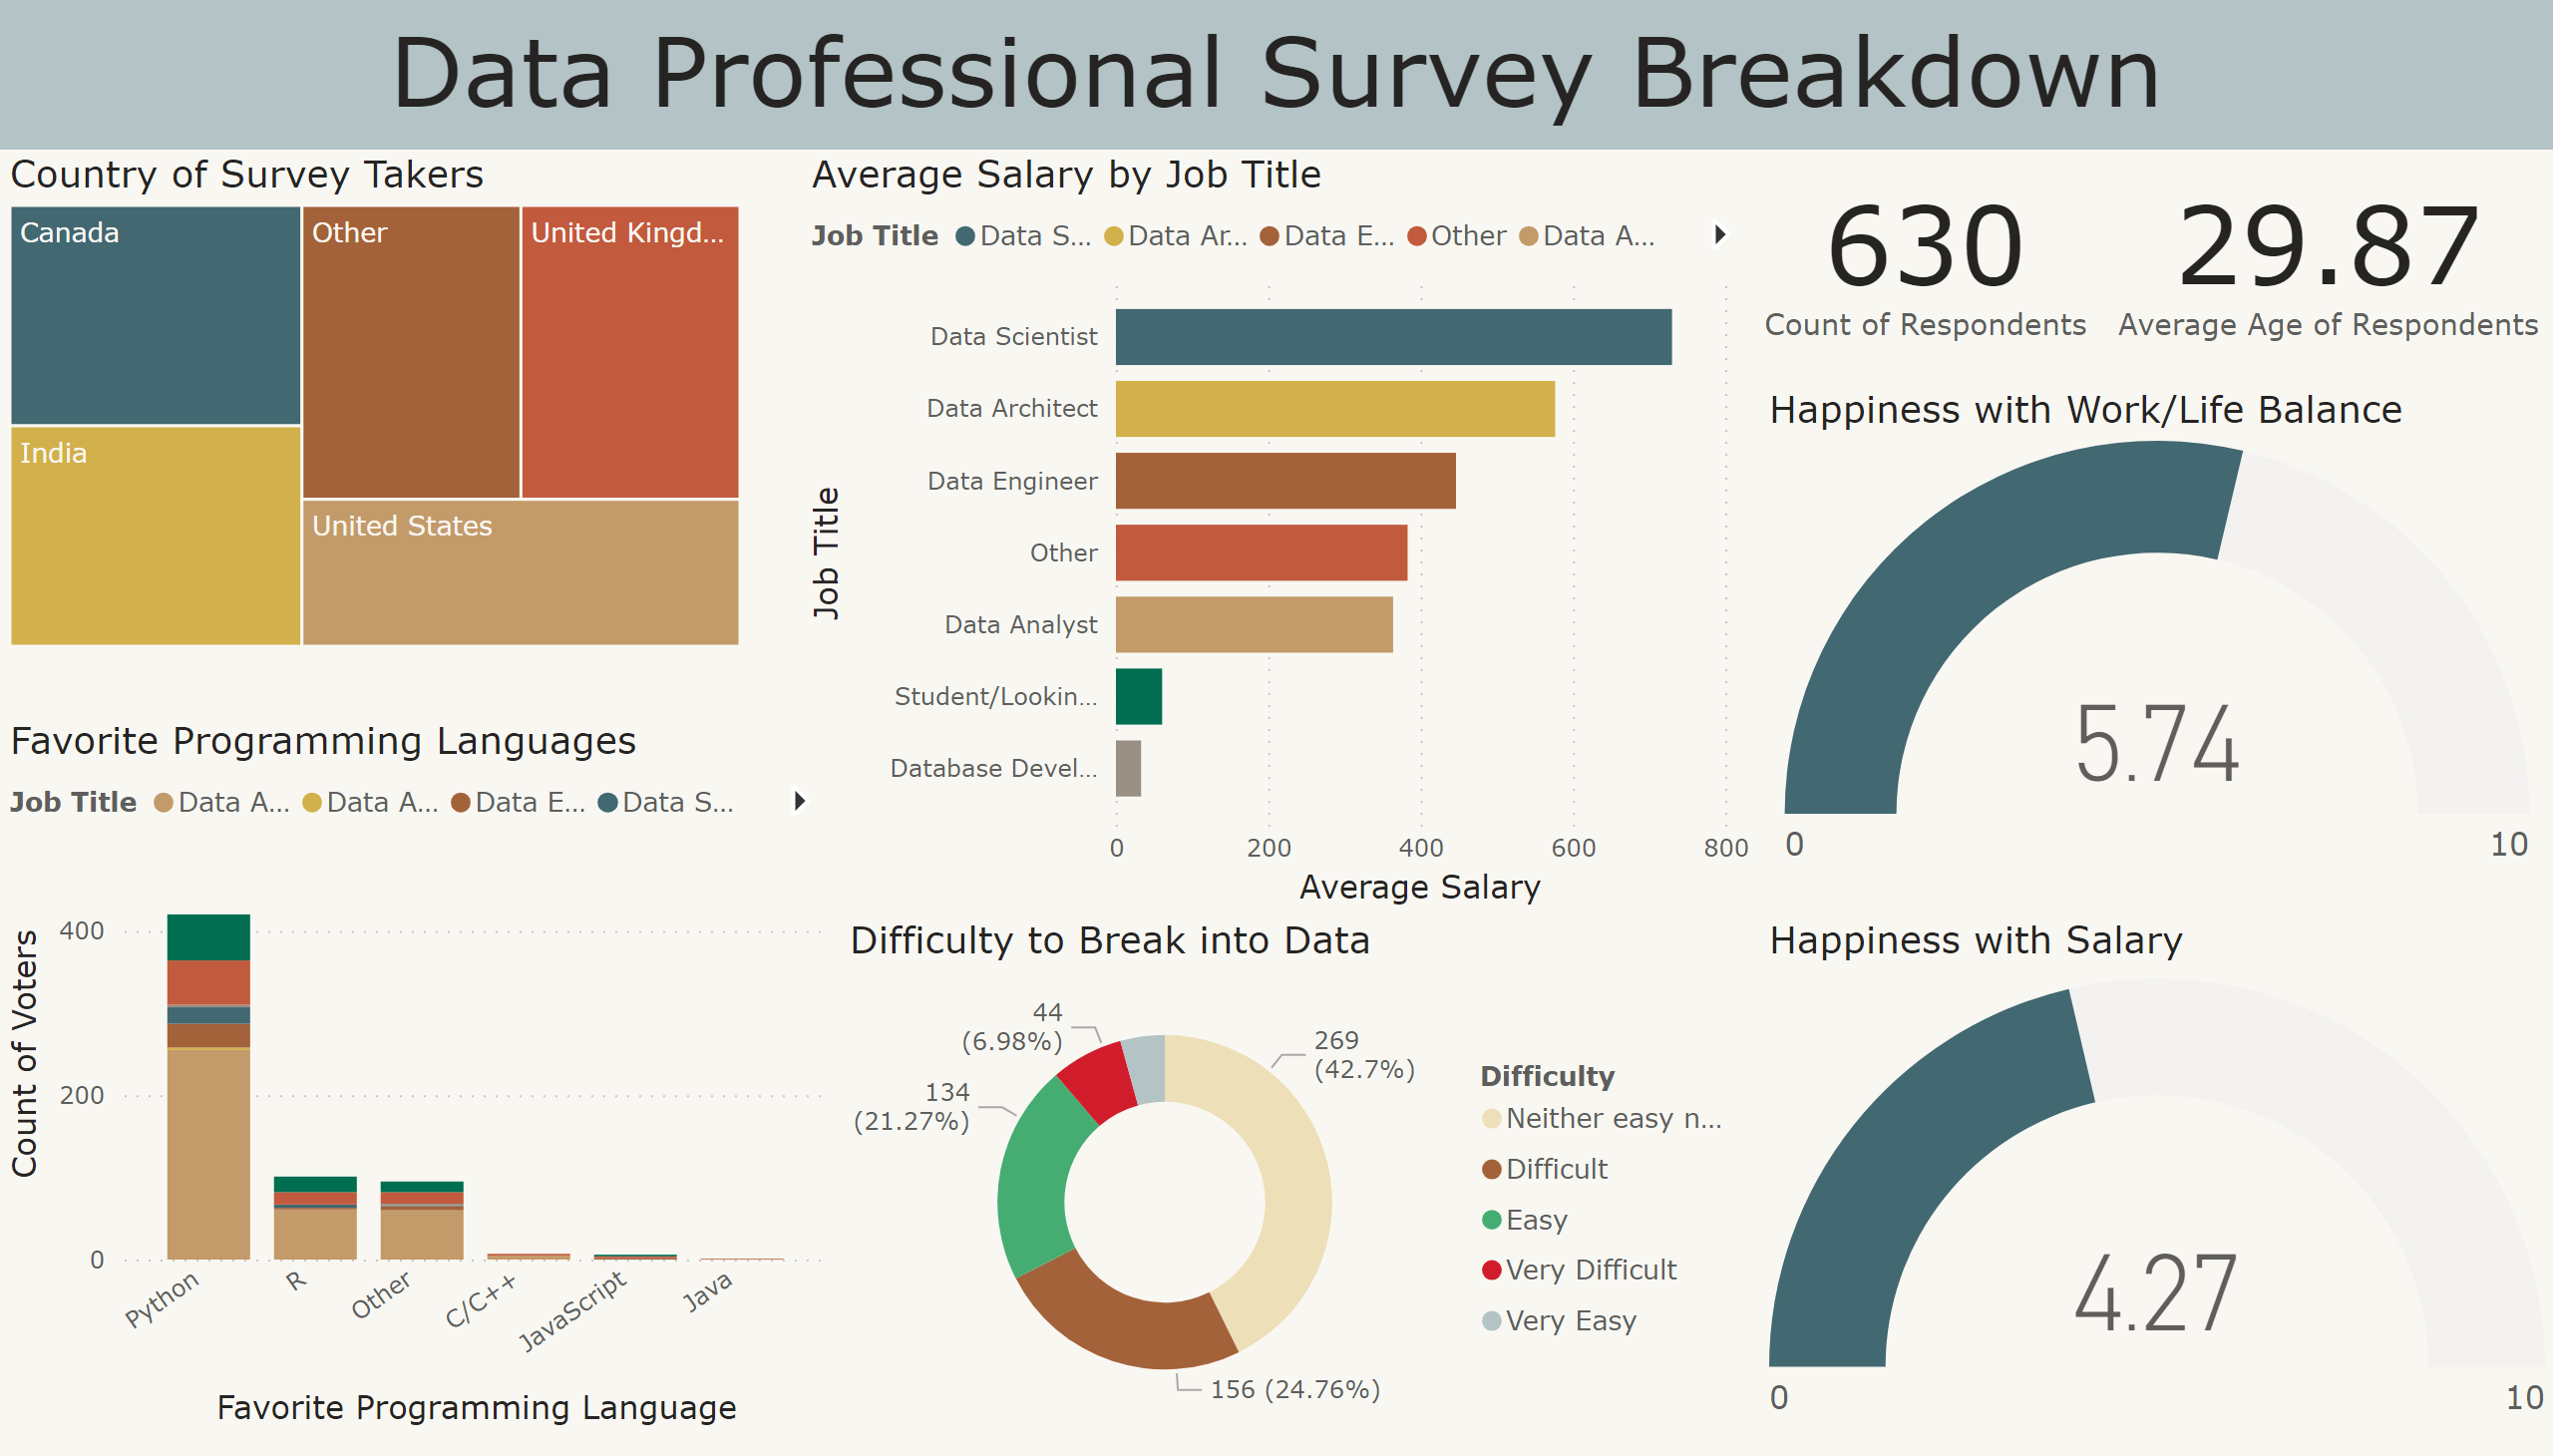 Data Professional Survey Breakdown
Country of Survey Takers
Canada
Other
United Kingd...
India
United States
Average Salary by Job Title
Job Title Data S... Data Ar... Data E... Other Data A...
Job Title
Data Scientist
Data Architect
Data Engineer
Other
Data Analyst
Student/Lookin...
Database Devel...
0 200 400 600 800
Average Salary
630
Count of Respondents
29.87
Average Age of Respondents
Happiness with Work/Life Balance
5.74
0 10
Favorite Programming Languages
Job Title Data A... Data A... Data E... Data S...
Count of Voters
400
200
0
Python R Other C/C++ JavaScript Java
Favorite Programming Language
Difficulty to Break into Data
44
(6.98%)
269
(42.7%)
134
(21.27%)
156 (24.76%)
Difficulty
Neither easy n...
Difficult
Easy
Very Difficult
Very Easy
Happiness with Salary
4.27
0 10